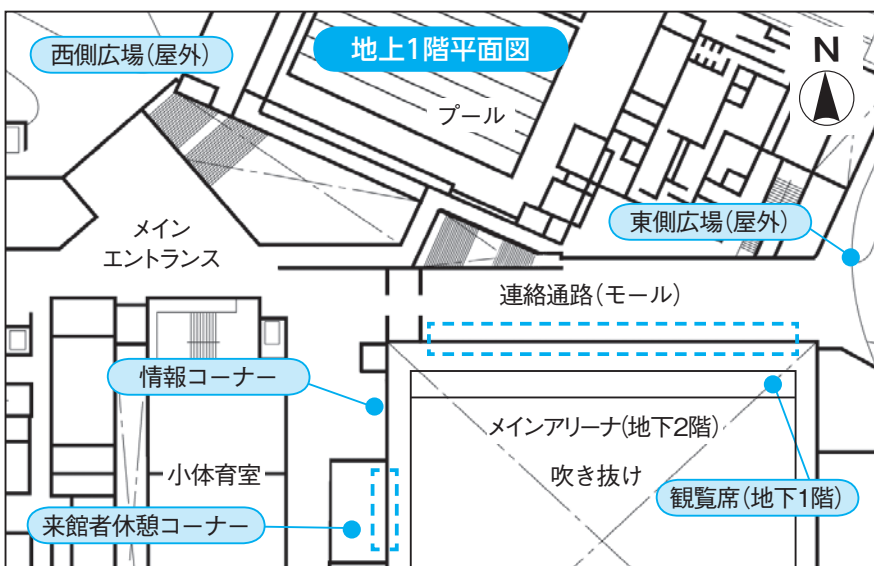 地上1階平面図
西側広場(屋外)
N
プール
東側広場(屋外)
メイン
エントランス
連絡通路(モール)
情報コーナー
メインアリーナ(地下2階)
吹き抜け
小体育室
観覧席(地下1階)
来館者休憩コーナー